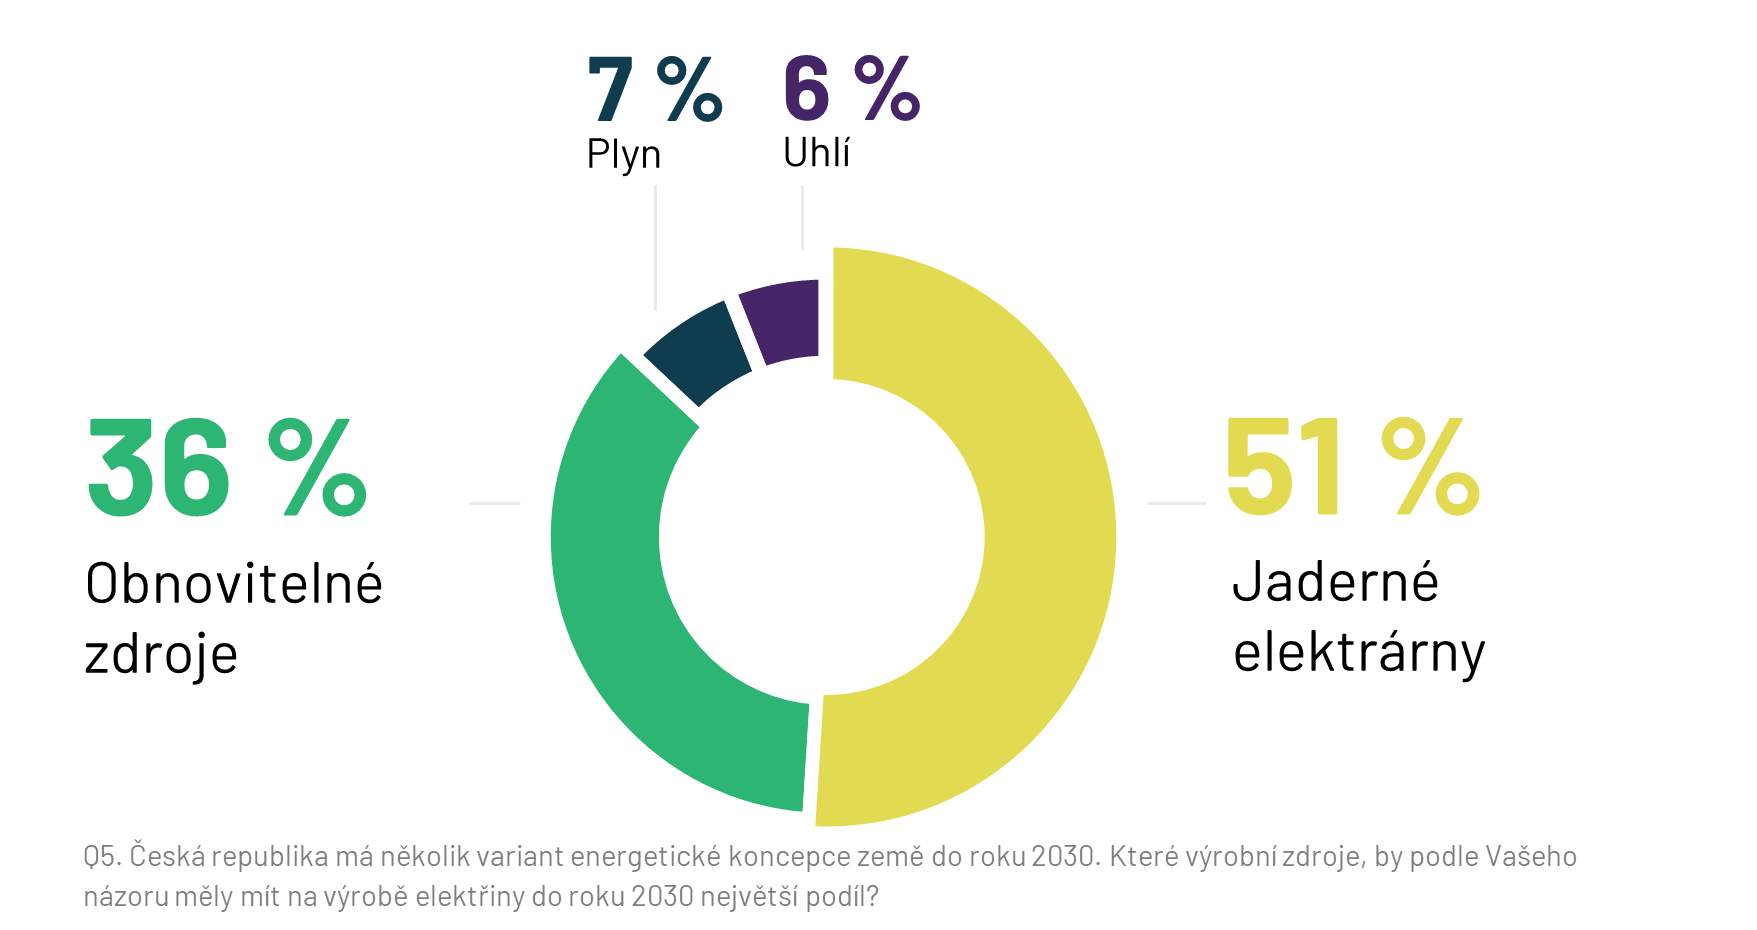 7 %
Plyn
6 %
Uhlí
36 %
Obnovitelné
zdroje
51 %
Jaderné
elektrárny
Q5. Česká republika má několik variant energetické koncepce země do roku 2030. Které výrobní zdroje, by podle Vašeho
názoru měly mít na výrobě elektřiny do roku 2030 největší podíl?